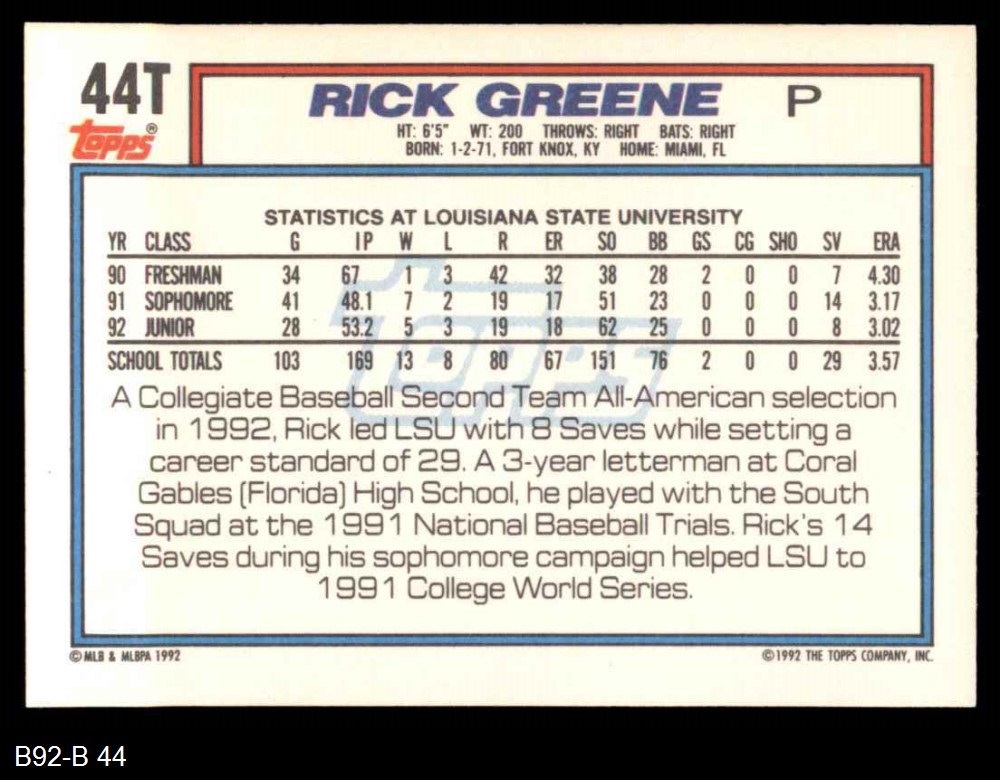 44T
RICK GREENE P
topps®
HT: 6'5" WT: 200 THROWS: RIGHT BATS: RIGHT
BORN: 1-2-71, FORT KNOX, KY HOME: MIAMI, FL
STATISTICS AT LOUISIANA STATE UNIVERSITY
YR CLASS G IP W L R ER SO BB GS CG SHO SV ERA
90 FRESHMAN 34 67 1 3 42 32 38 28 2 0 0 7 4.30
91 SOPHOMORE 41 48.1 7 2 19 17 51 23 0 0 0 14 3.17
92 JUNIOR 28 53.2 5 3 19 18 62 25 0 0 0 8 3.02
SCHOOL TOTALS 103 169 13 8 80 67 151 76 2 0 0 29 3.57
topps
A Collegiate Baseball Second Team All-American selection
in 1992, Rick led LSU with 8 Saves while setting a
career standard of 29. A 3-year letterman at Coral
Gables (Florida) High School, he played with the South
Squad at the 1991 National Baseball Trials. Rick's 14
Saves during his sophomore campaign helped LSU to
1991 College World Series.
© MLB & MLBPA 1992
©1992 THE TOPPS COMPANY, INC.
B92-B 44